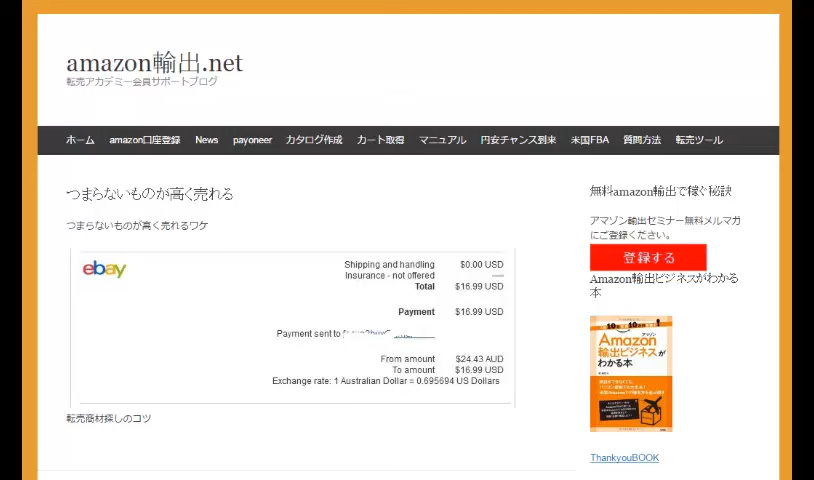 amazon輸出.net
転売アカデミー会員サポートブログ
ホーム amazon口座登録 News payoneer カタログ作成 カート取得 マニュアル 円安チャンス到来 米国FBA 質問方法 転売ツール
つまらないものが高く売れる
つまらないものが高く売れるワケ
ebay
Shipping and handling $0.00 USD
Insurance - not offered ----
Total $16.99 USD
Payment $16.99 USD
Payment sent to
From amount $24.43 AUD
To amount $16.99 USD
Exchange rate: 1 Australian Dollar = 0.695694 US Dollars
転売商材探しのコツ
無料amazon輸出で稼ぐ秘訣
アマゾン輸出セミナー無料メルマガ
にご登録ください。
登録する
Amazon輸出ビジネスがわかる
本
アマゾン
Amazon
輸出ビジネスが
わかる本
ThankyouBOOK